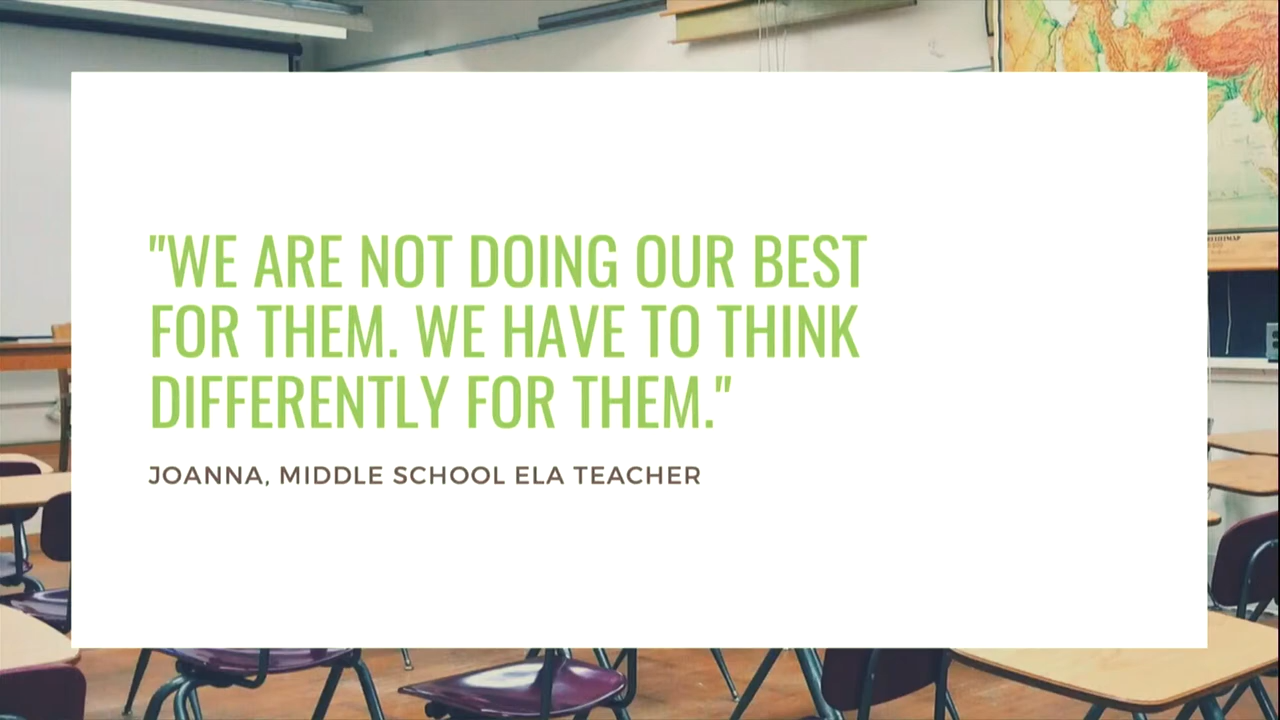 "WE ARE NOT DOING OUR BEST
FOR THEM. WE HAVE TO THINK
DIFFERENTLY FOR THEM."
JOANNA, MIDDLE SCHOOL ELA TEACHER